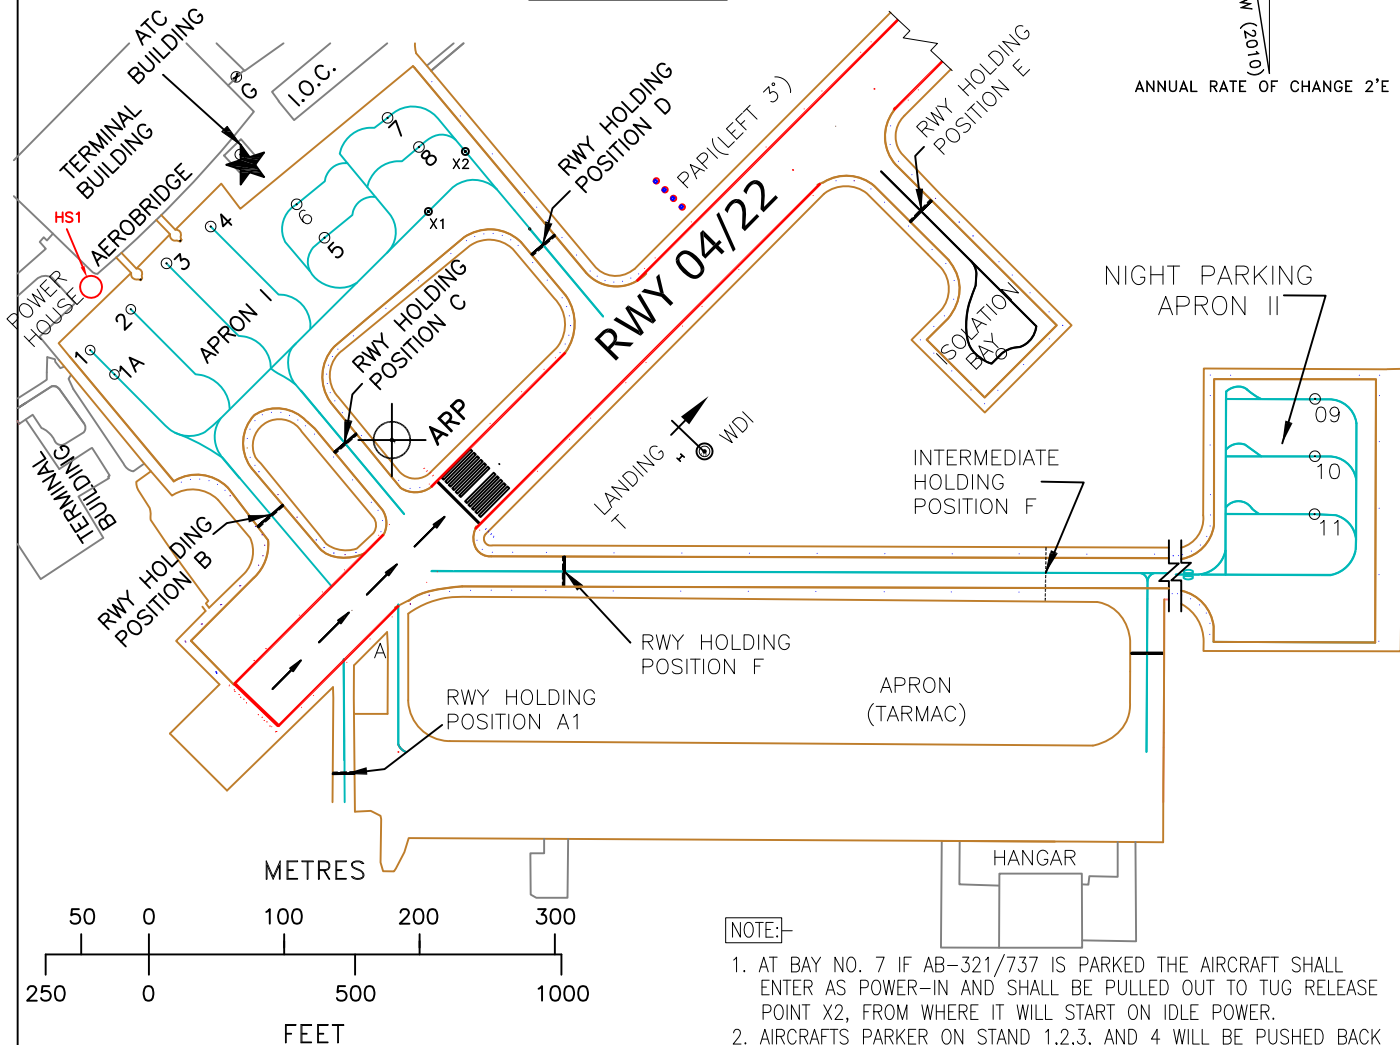 W (2010)
ANNUAL RATE OF CHANGE 2'E
ATC
BUILDING
G
I.O.C.
TERMINAL
BUILDING
AEROBRIDGE
HS1
POWER
HOUSE
7
8
X2
X1
6
5
4
3
2
1
1A
APRON I
RWY HOLDING
POSITION D
PAPI(LEFT 3°)
RWY HOLDING
POSITION E
RWY 04/22
RWY HOLDING
POSITION C
ARP
ISOLATION
BAY
NIGHT PARKING
APRON II
09
10
11
LANDING
T
WDI
INTERMEDIATE
HOLDING
POSITION F
TERMINAL
BUILDING
RWY HOLDING
POSITION B
RWY HOLDING
POSITION F
A
RWY HOLDING
POSITION A1
APRON
(TARMAC)
HANGAR
METRES
50 0 100 200 300
250 0 500 1000
FEET
NOTE:-
1. AT BAY NO. 7 IF AB-321/737 IS PARKED THE AIRCRAFT SHALL
ENTER AS POWER-IN AND SHALL BE PULLED OUT TO TUG RELEASE
POINT X2, FROM WHERE IT WILL START ON IDLE POWER.
2. AIRCRAFTS PARKER ON STAND 1,2,3, AND 4 WILL BE PUSHED BACK